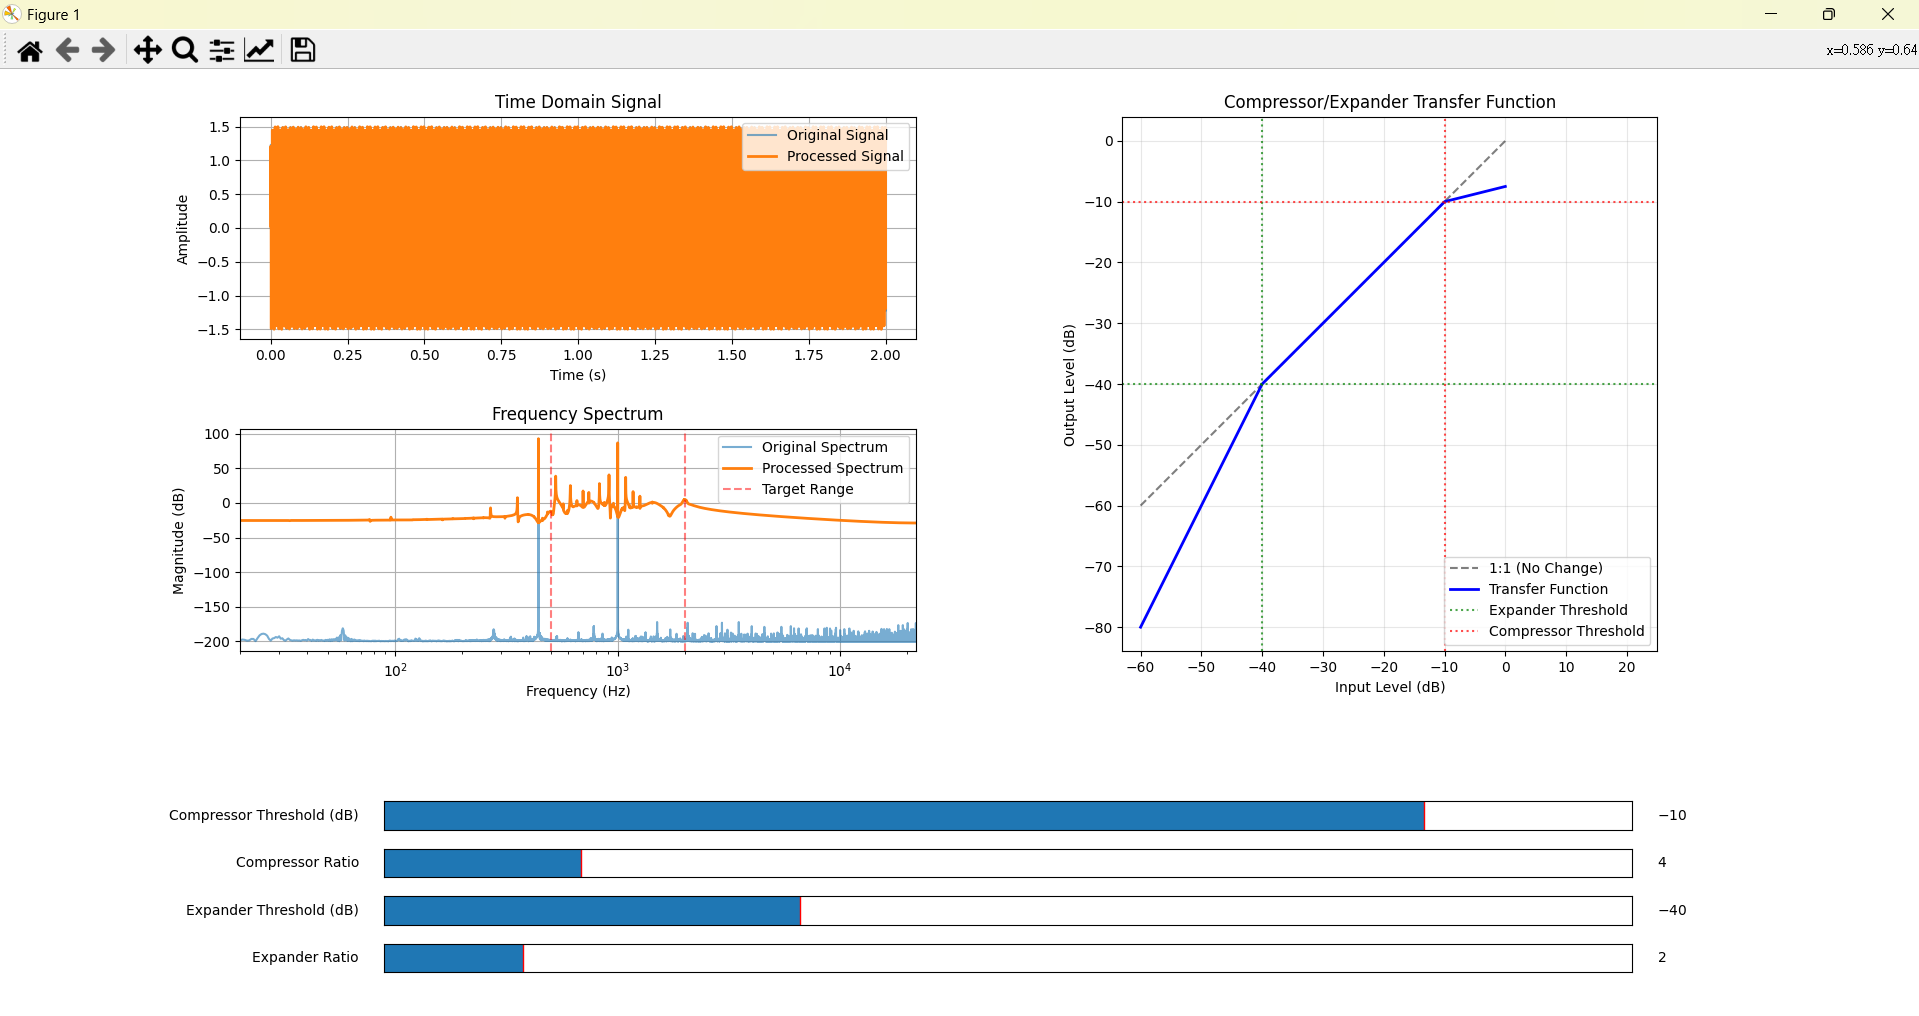 Figure 1
x=0.586 y=0.64
Time Domain Signal
1.5
1.0
0.5
0.0
−0.5
−1.0
−1.5
Amplitude
Original Signal
Processed Signal
0.00 0.25 0.50 0.75 1.00 1.25 1.50 1.75 2.00
Time (s)
Frequency Spectrum
100
50
0
−50
−100
−150
−200
Magnitude (dB)
Original Spectrum
Processed Spectrum
Target Range
10² 10³ 10⁴
Frequency (Hz)
Compressor/Expander Transfer Function
0
−10
−20
−30
−40
−50
−60
−70
−80
Output Level (dB)
1:1 (No Change)
Transfer Function
Expander Threshold
Compressor Threshold
−60 −50 −40 −30 −20 −10 0 10 20
Input Level (dB)
Compressor Threshold (dB) −10
Compressor Ratio 4
Expander Threshold (dB) −40
Expander Ratio 2